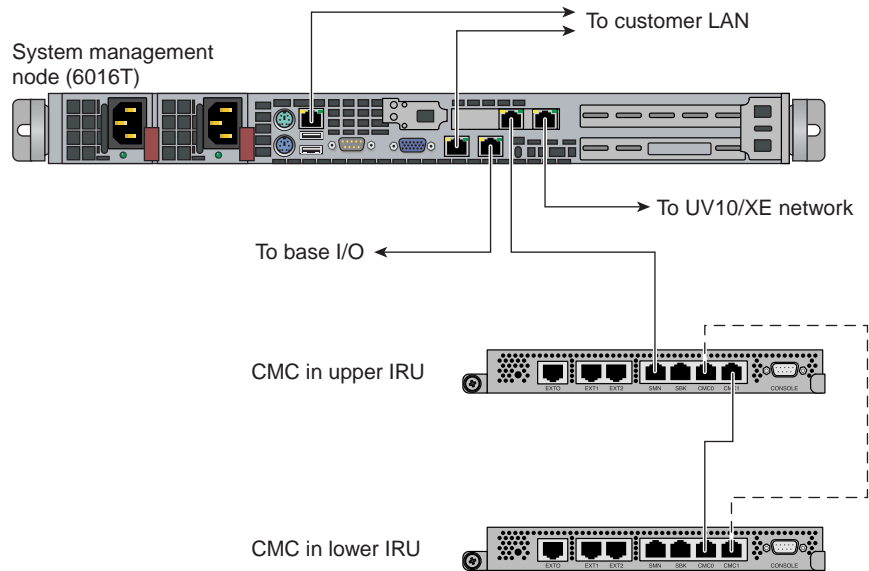 To customer LAN
System management
node (6016T)
To UV10/XE network
To base I/O
CMC in upper IRU
EXT0 EXT1 EXT2 SMN SBK CMC0 CMC1 CONSOLE
CMC in lower IRU
EXT0 EXT1 EXT2 SMN SBK CMC0 CMC1 CONSOLE